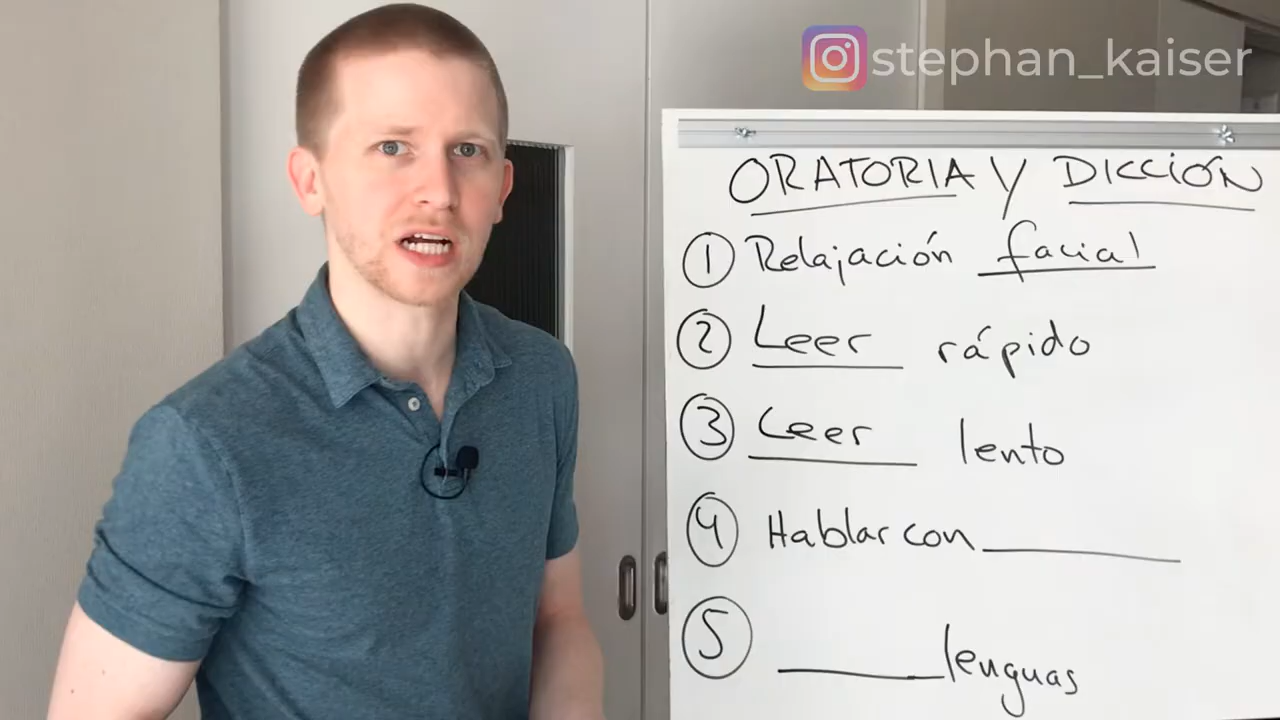 stephan_kaiser
ORATORIA Y DICCIÓN
1 Relajación facial
2 Leer rápido
3 Leer lento
4 Hablar con
5 lenguas